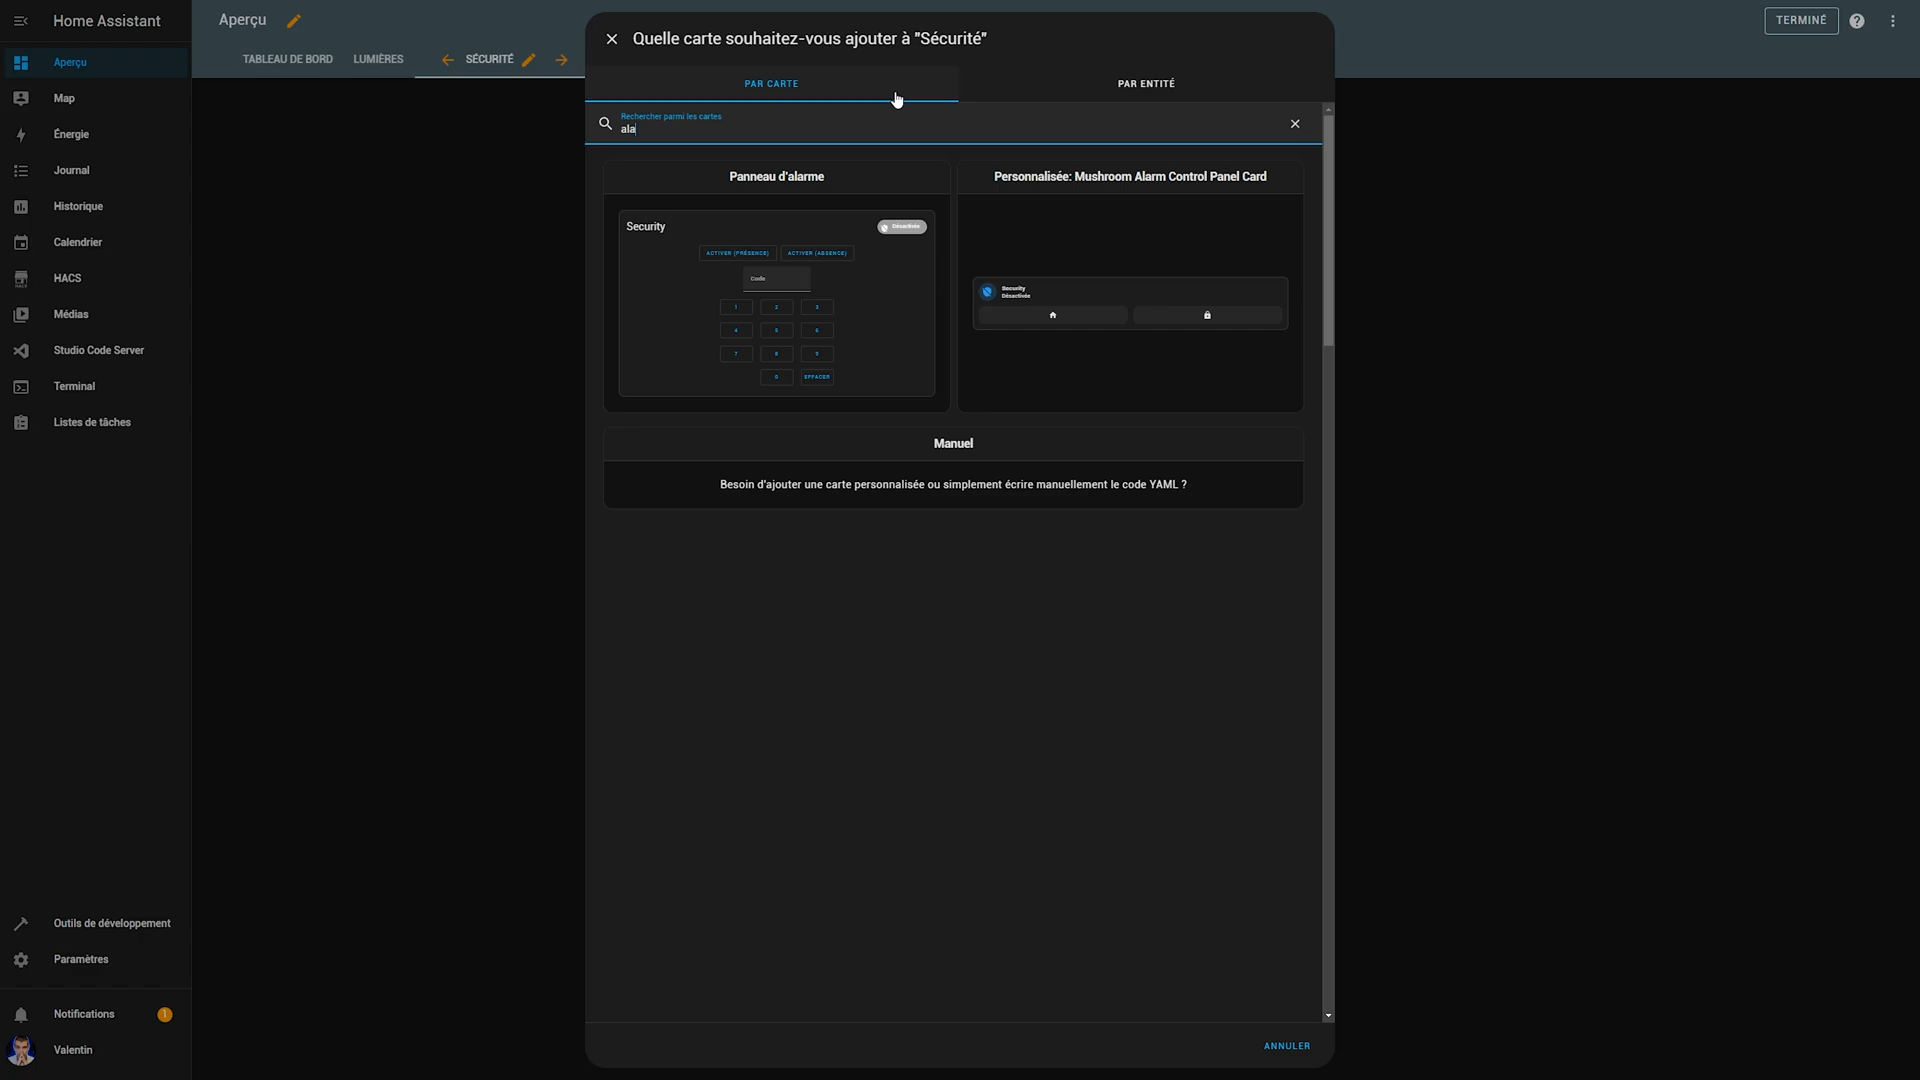 Home Assistant
Aperçu
TERMINÉ
TABLEAU DE BORD
LUMIÈRES
SÉCURITÉ
Aperçu
Map
Énergie
Journal
Historique
Calendrier
HACS
Médias
Studio Code Server
Terminal
Listes de tâches
Outils de développement
Paramètres
Notifications
1
Valentin
Quelle carte souhaitez-vous ajouter à "Sécurité"
PAR CARTE
PAR ENTITÉ
Rechercher parmi les cartes
ala
Panneau d'alarme
Security
Désactivée
ACTIVER (PRÉSENCE)
ACTIVER (ABSENCE)
Code
1 2 3
4 5 6
7 8 9
0 EFFACER
Personnalisée: Mushroom Alarm Control Panel Card
Security
Désactivée
Manuel
Besoin d'ajouter une carte personnalisée ou simplement écrire manuellement le code YAML ?
ANNULER